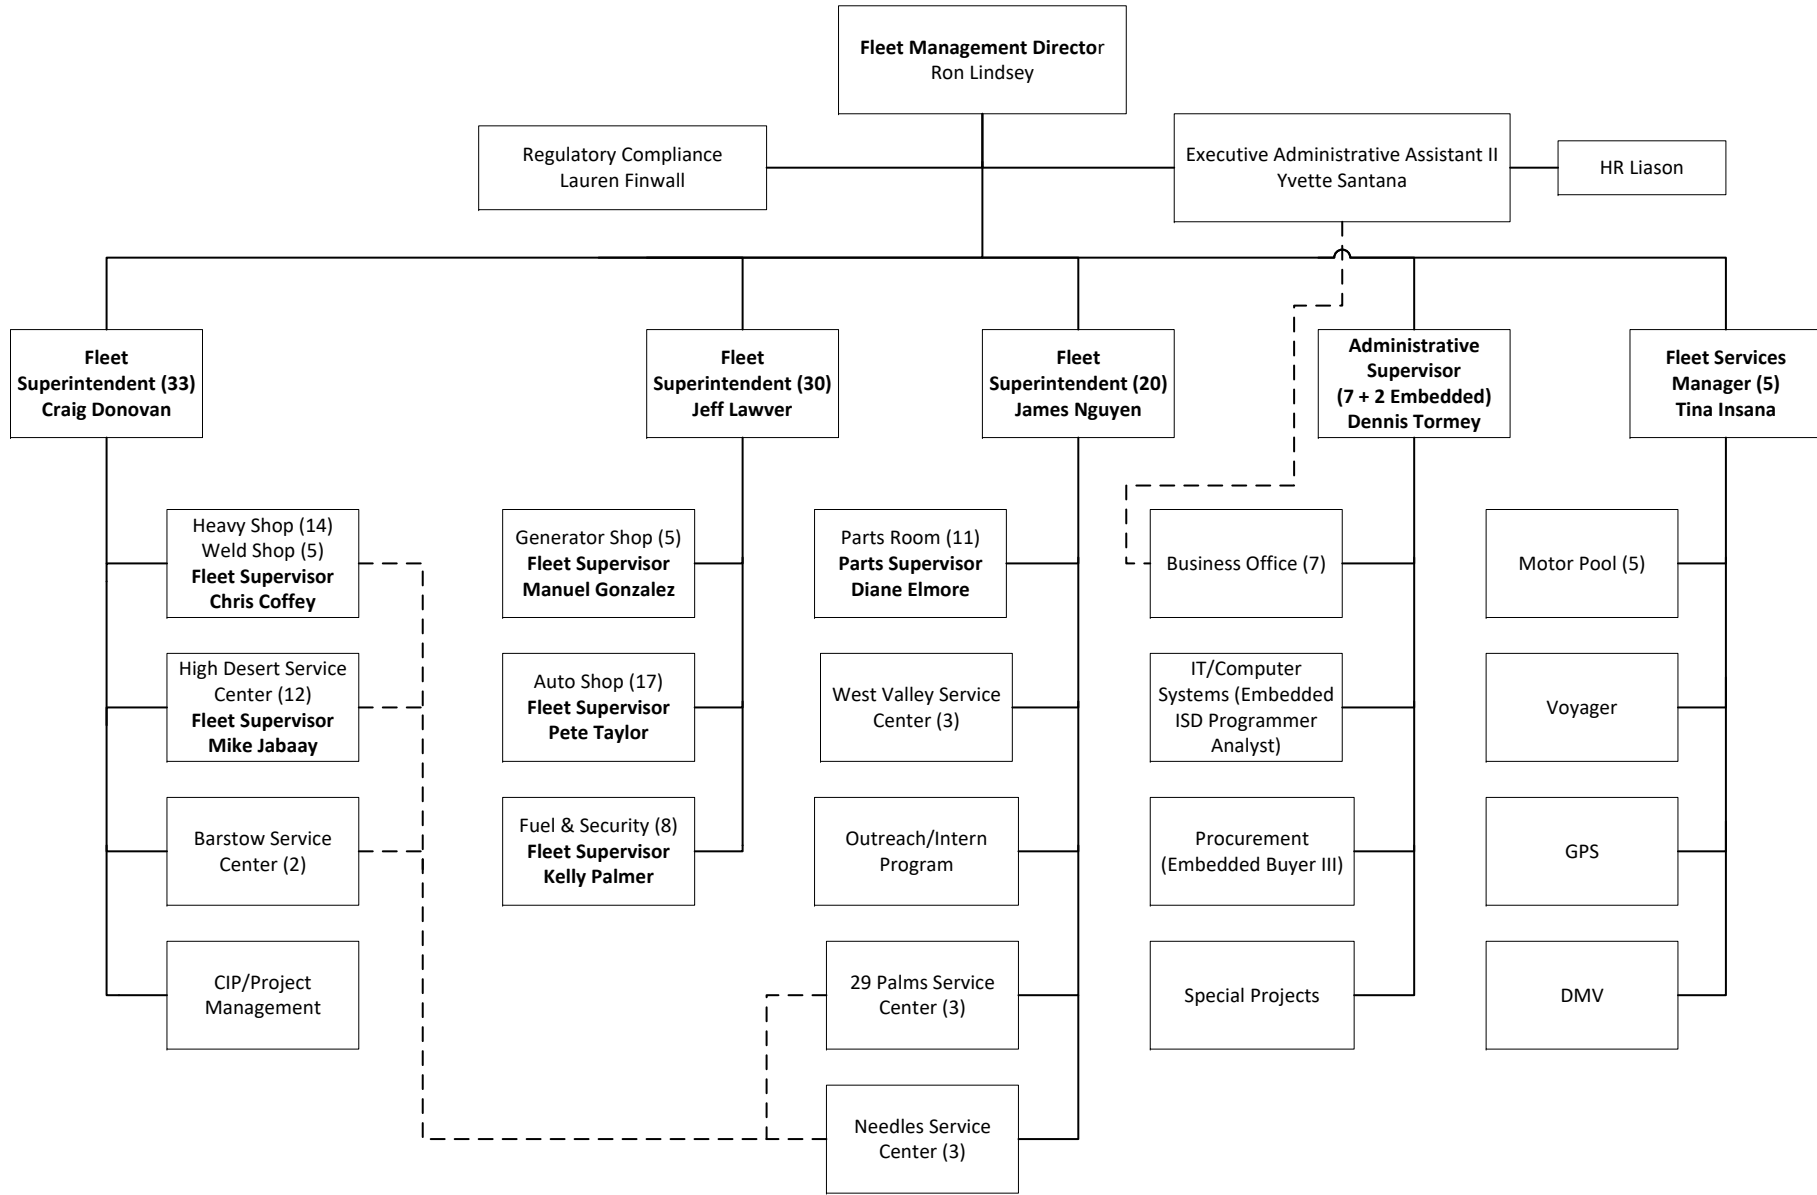 Fleet Management Director
Ron Lindsey
Regulatory Compliance
Lauren Finwall
Executive Administrative Assistant II
Yvette Santana
HR Liason
Fleet
Superintendent (33)
Craig Donovan
Fleet
Superintendent (30)
Jeff Lawver
Fleet
Superintendent (20)
James Nguyen
Administrative
Supervisor
(7 + 2 Embedded)
Dennis Tormey
Fleet Services
Manager (5)
Tina Insana
Heavy Shop (14)
Weld Shop (5)
Fleet Supervisor
Chris Coffey
Generator Shop (5)
Fleet Supervisor
Manuel Gonzalez
Parts Room (11)
Parts Supervisor
Diane Elmore
Business Office (7)
Motor Pool (5)
High Desert Service
Center (12)
Fleet Supervisor
Mike Jabaay
Auto Shop (17)
Fleet Supervisor
Pete Taylor
West Valley Service
Center (3)
IT/Computer
Systems (Embedded
ISD Programmer
Analyst)
Voyager
Barstow Service
Center (2)
Fuel & Security (8)
Fleet Supervisor
Kelly Palmer
Outreach/Intern
Program
Procurement
(Embedded Buyer III)
GPS
CIP/Project
Management
29 Palms Service
Center (3)
Special Projects
DMV
Needles Service
Center (3)